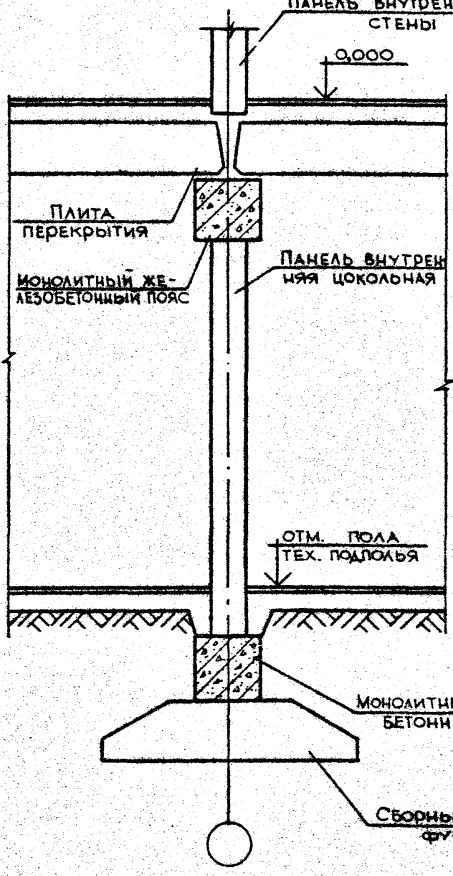 ПАНЕЛЬ ВНУТРЕН
СТЕНЫ
0,000
ПЛИТА
ПЕРЕКРЫТИЯ
МОНОЛИТНЫЙ ЖЕ-
ЛЕЗОБЕТОННЫЙ ПОЯС
ПАНЕЛЬ ВНУТРЕН
НЯЯ ЦОКОЛЬНАЯ
ОТМ. ПОЛА
ТЕХ. ПОДПОЛЬЯ
МОНОЛИТН
БЕТОНН
СБОРНЫ
ФУ